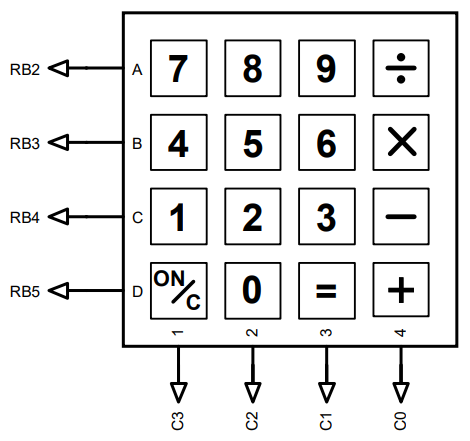 RB2 A 7 8 9 ÷
RB3 B 4 5 6 ×
RB4 C 1 2 3 −
RB5 D ON/C 0 = +
1 2 3 4
C3 C2 C1 C0